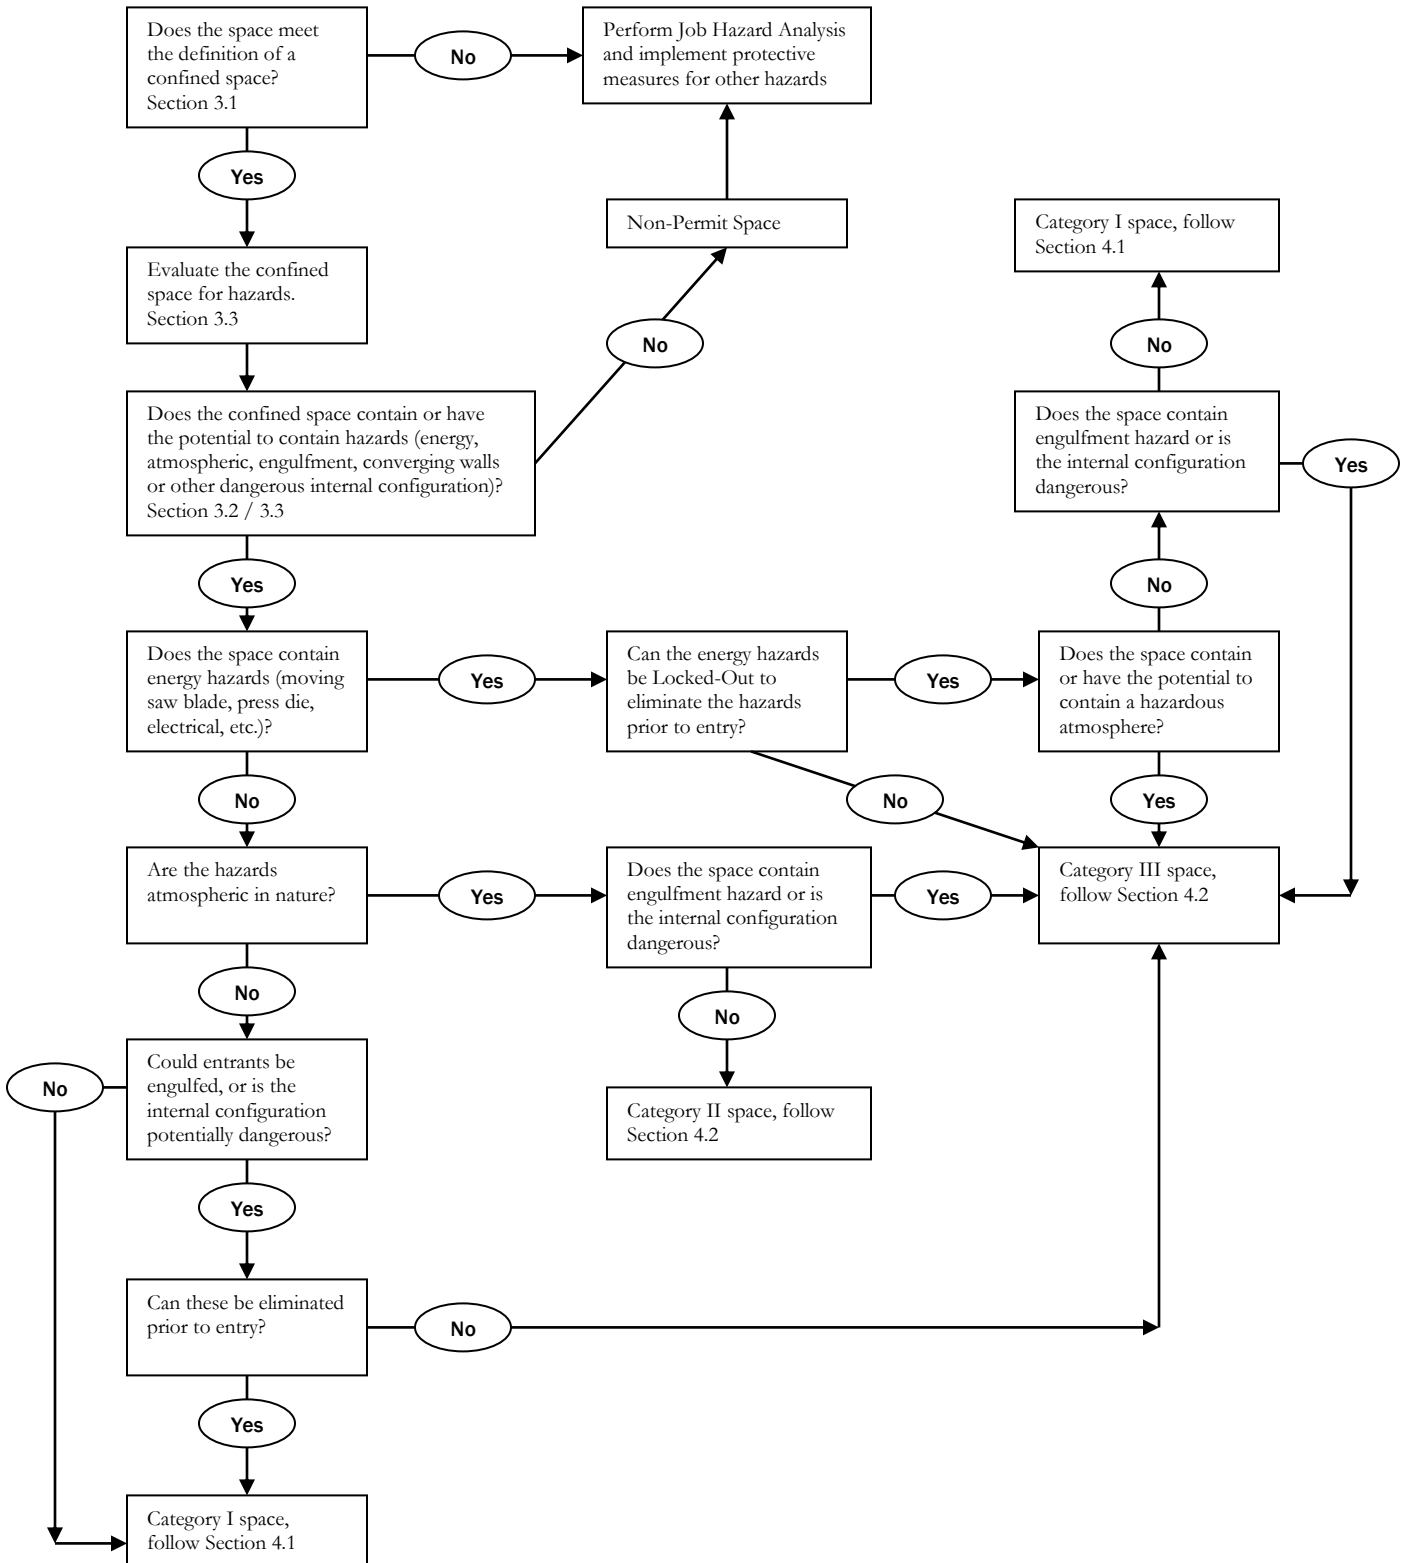 Does the space meet
the definition of a
confined space?
Section 3.1
No
Perform Job Hazard Analysis
and implement protective
measures for other hazards
Yes
Non-Permit Space
Category I space, follow
Section 4.1
Evaluate the confined
space for hazards.
Section 3.3
No
No
Does the confined space contain or have
the potential to contain hazards (energy,
atmospheric, engulfment, converging walls
or other dangerous internal configuration)?
Section 3.2 / 3.3
Does the space contain
engulfment hazard or is
the internal configuration
dangerous?
Yes
Yes
No
Does the space contain
energy hazards (moving
saw blade, press die,
electrical, etc.)?
Yes
Can the energy hazards
be Locked-Out to
eliminate the hazards
prior to entry?
Yes
Does the space contain
or have the potential to
contain a hazardous
atmosphere?
No
No
Yes
Are the hazards
atmospheric in nature?
Yes
Does the space contain
engulfment hazard or is
the internal configuration
dangerous?
Yes
Category III space,
follow Section 4.2
No
No
Could entrants be
engulfed, or is the
internal configuration
potentially dangerous?
No
Category II space, follow
Section 4.2
Yes
Can these be eliminated
prior to entry?
No
Yes
Category I space,
follow Section 4.1